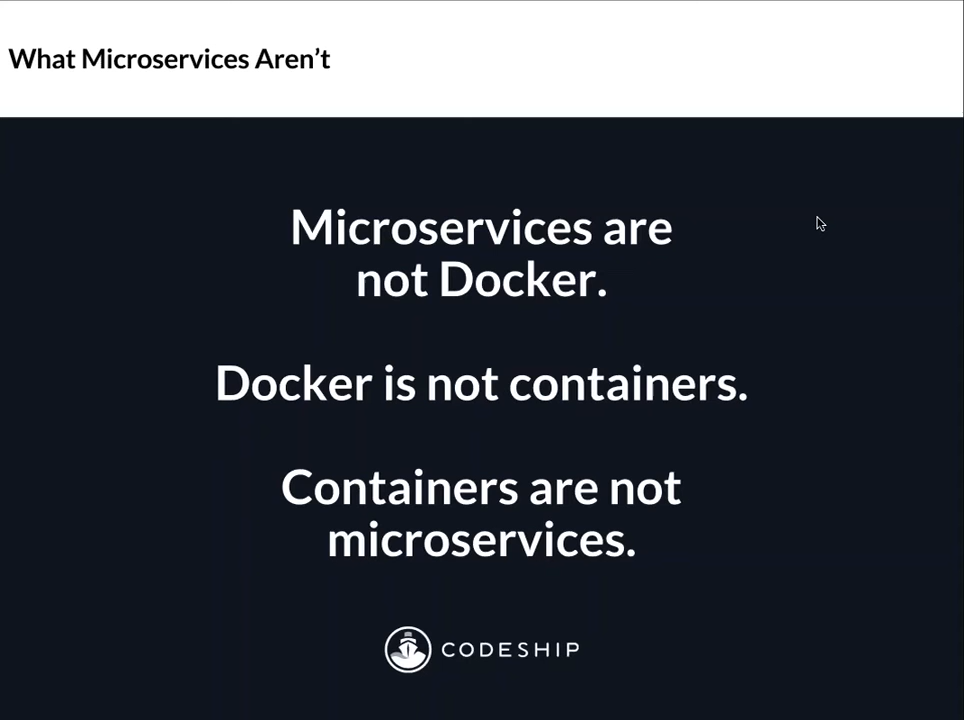 What Microservices Aren’t
Microservices are
not Docker.
Docker is not containers.
Containers are not
microservices.
CODESHIP